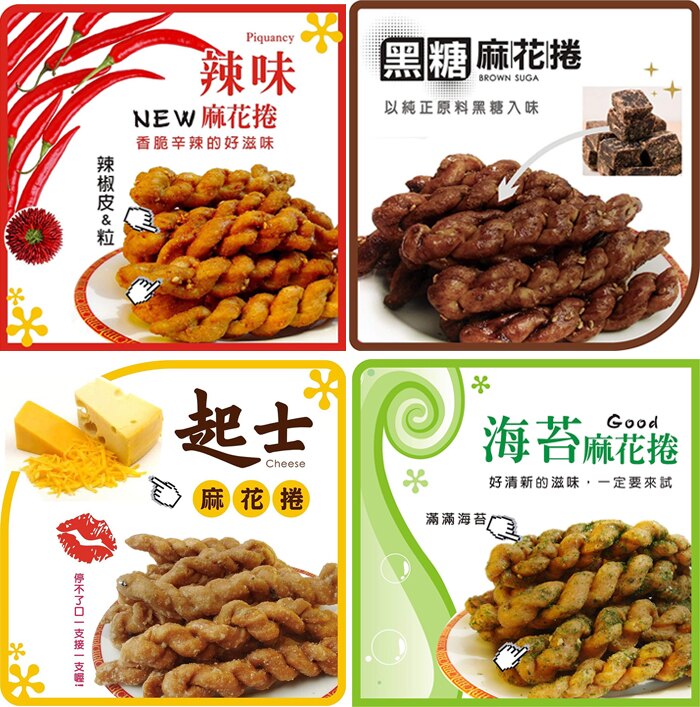 Piquancy
辣味
NEW 麻花捲
香脆辛辣的好滋味
辣椒皮&粒
黑糖麻花捲
BROWN SUGA
以純正原料黑糖入味
起士
Cheese
麻花捲
停不了口一支接一支喔!
Good
海苔麻花捲
好清新的滋味，一定要來試
滿滿海苔